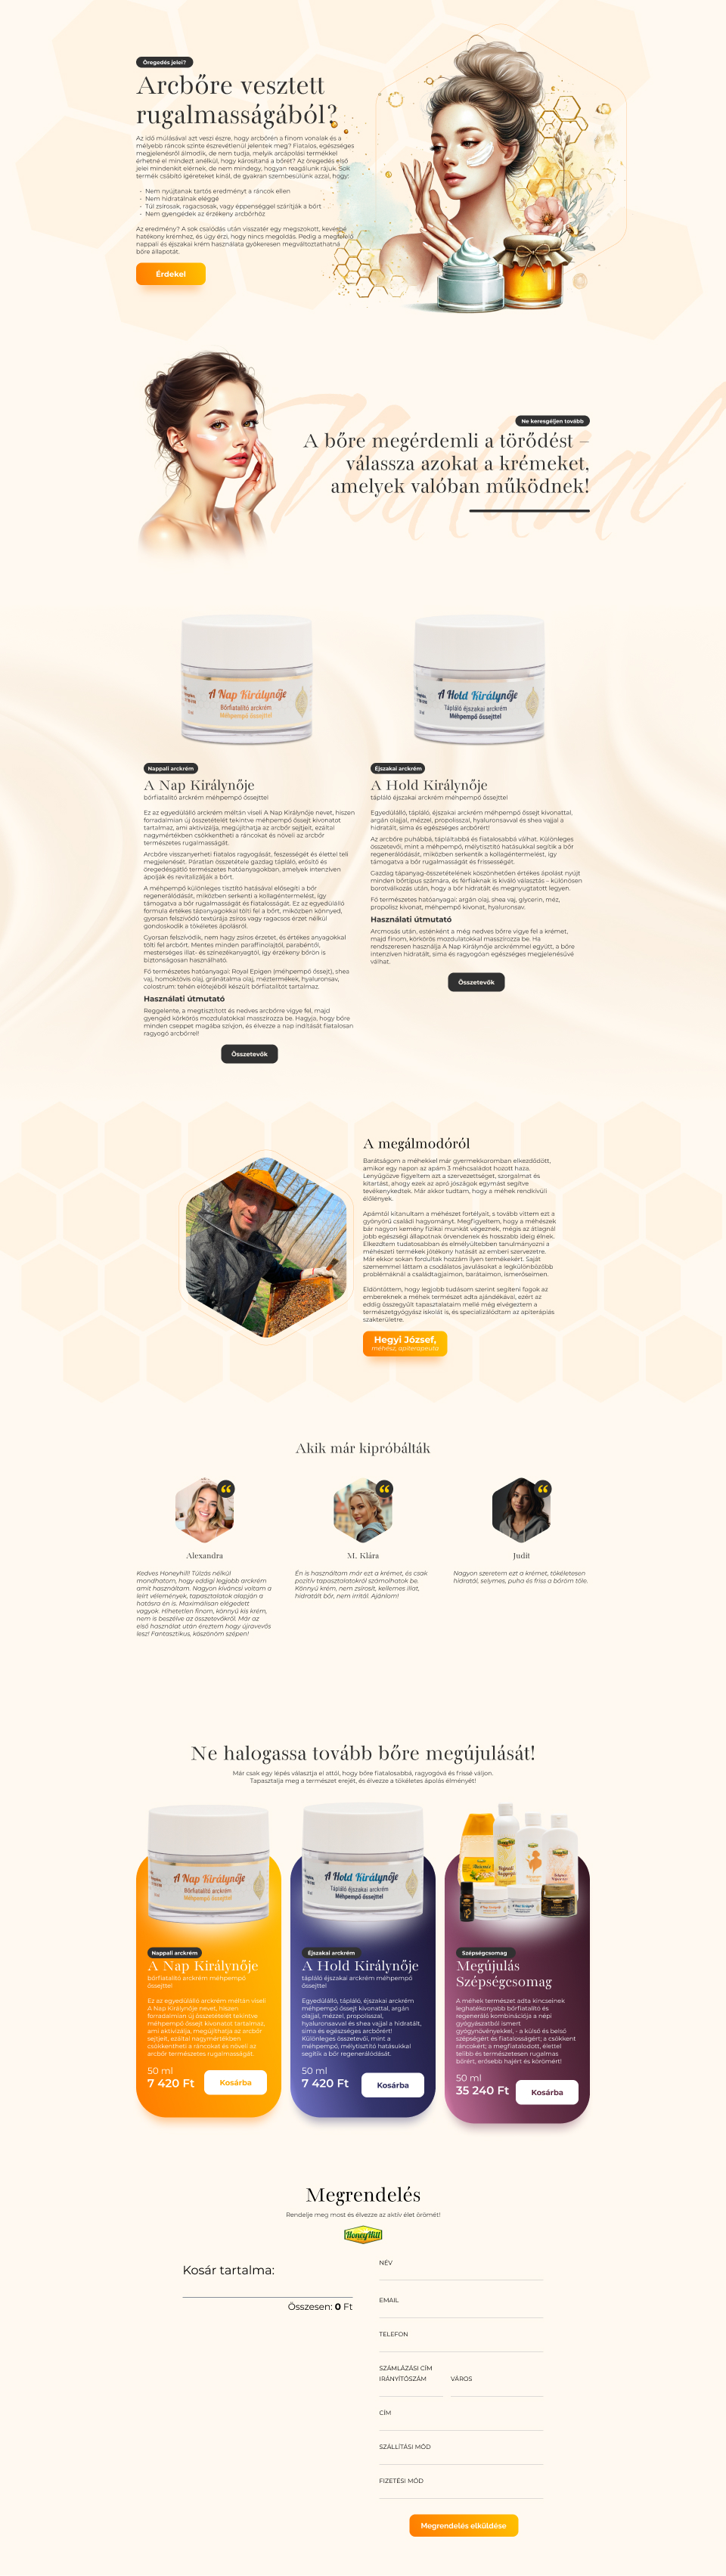 Öregedés jelei?
Arcbőre vesztett
rugalmasságából?
Az idő múlásával azt veszi észre, hogy arcbőrén a finom vonalak és a
mélyebb ráncok szinte észrevétlenül jelentek meg? Fiatalos, egészséges
megjelenésről álmodik, de nem tudja, melyik arcápolási termékkel
érhetné el mindezt anélkül, hogy károsítaná a bőrét? Az öregedés első
jelei mindenkit elérnek, de nem mindegy, hogyan reagálunk rájuk. Sok
termék csábító ígéreteket kínál, de gyakran szembesülünk azzal, hogy:
• Nem nyújtanak tartós eredményt a ráncok ellen
• Nem hidratálnak eléggé
• Túl zsírosak, ragacsosak, vagy éppenséggel szárítják a bőrt
• Nem gyengédek az érzékeny arcbőrhöz
Az eredmény? A sok csalódás után visszatér egy megszokott, kevésbé
hatékony krémhez, és úgy érzi, hogy nincs megoldás. Pedig a megfelelő
nappali és éjszakai krém használata gyökeresen megváltoztathatná
bőre állapotát.
Érdekel
Ne keresgéljen tovább
A bőre megérdemli a törődést –
válassza azokat a krémeket,
amelyek valóban működnek!
A Nap Királynője
Bőrfiatalító arckrém
Méhpempő őssejttel
A Hold Királynője
Tápláló éjszakai arckrém
Méhpempő őssejttel
Nappali arckrém
A Nap Királynője
bőrfiatalító arckrém méhpempő őssejttel
Ez az egyedülálló arckrém méltán viseli A Nap Királynője nevet, hiszen
forradalmian új összetételét tekintve méhpempő őssejt kivonatot
tartalmaz, ami aktivizálja, megújíthatja az arcbőr sejtjeit, ezáltal
nagymértékben csökkentheti a ráncokat és növeli az arcbőr
természetes rugalmasságát.
Arcbőre visszanyerheti fiatalos ragyogását, feszességét és élettel teli
megjelenését. Páratlan összetétele gazdag tápláló, erősítő és
öregedésgátló természetes hatóanyagokban, amelyek intenzíven
ápolják és revitalizálják a bőrt.
A méhpempő különleges tisztító hatásával elősegíti a bőr
regenerálódását, miközben serkenti a kollagéntermelést, így
támogatva a bőr rugalmasságát és fiatalosságát. Ez az egyedülálló
formula értékes tápanyagokkal tölti fel a bőrt, miközben könnyed,
gyorsan felszívódó textúrája zsíros vagy ragacsos érzet nélkül
gondoskodik a tökéletes ápolásról.
Gyorsan felszívódik, nem hagy zsíros érzetet, és értékes anyagokkal
tölti fel arcbőrt. Mentes minden paraffinolajtól, parabéntől,
mesterséges illat- és színezékanyagtól, így érzékeny bőrön is
biztonságosan használható.
Fő természetes hatóanyagai: Royal Epigen (méhpempő őssejt), shea
vaj, homoktövis olaj, gránátalma olaj, méztermékek, hyaluronsav,
colostrum: tehén előtejéből készült bőrfiatalítót tartalmaz.
Használati útmutató
Reggelente, a megtisztított és nedves arcbőrre vigye fel, majd
gyengéd körkörös mozdulatokkal masszírozza be. Hagyja, hogy bőre
minden cseppet magába szívjon, és élvezze a nap indítását fiatalosan
ragyogó arcbőrrel!
Összetevők
Éjszakai arckrém
A Hold Királynője
tápláló éjszakai arckrém méhpempő őssejttel
Egyedülálló, tápláló, éjszakai arckrém méhpempő őssejt kivonattal,
argán olajjal, mézzel, propolisszal, hyaluronsavval és shea vajjal a
hidratált, sima és egészséges arcbőrért!
Az arcbőr puhábbá, tápláltabbá és fiatalosabbá válhat. Különleges
összetevői, mint a méhpempő, mélytisztító hatásukkal segítik a bőr
regenerálódását, miközben serkentik a kollagéntermelést, így
támogatva a bőr rugalmasságát és frissességét.
Gazdag tápanyag-összetételének köszönhetően értékes ápolást nyújt
minden bőrtípus számára, és férfiaknak is kiváló választás – különösen
borotválkozás után, hogy a bőr hidratált és megnyugtatott legyen.
Fő természetes hatóanyagai: argán olaj, shea vaj, glycerin, méz,
propolisz kivonat, méhpempő kivonat, hyaluronsav.
Használati útmutató
Arcmosás után, esténként a még nedves bőrre vigye fel a krémet,
majd finom, körkörös mozdulatokkal masszírozza be. Ha
rendszeresen használja A Nap Királynője arckrémmel együtt, a bőre
intenzíven hidratált, sima és ragyogóan egészséges megjelenésűvé
válhat.
Összetevők
A megálmodóról
Barátságom a méhekkel már gyermekkoromban elkezdődött,
amikor egy napon az apám 3 méhcsaládot hozott haza.
Lenyűgözve figyeltem azt a szervezettséget, szorgalmat és
kitartást, ahogy ezek az apró jószágok egymást segítve
tevékenykedtek. Már akkor tudtam, hogy a méhek rendkívüli
élőlények.
Apámtól kitanultam a méhészet fortélyait, s tovább vittem ezt a
gyönyörű családi hagyományt. Megfigyeltem, hogy a méhészek
bár nagyon kemény fizikai munkát végeznek, mégis az átlagnál
jobb egészségi állapotnak örvendenek és hosszabb ideig élnek.
Elkezdtem tudatosabban és elmélyültebben tanulmányozni a
méhészeti termékek jótékony hatását az emberi szervezetre.
Már ekkor sokan fordultak hozzám ilyen termékekért. Saját
szememmel láttam a csodálatos javulásokat a legkülönbözőbb
problémáknál a családtagjaimon, barátaimon, ismerőseimen.
Eldöntöttem, hogy legjobb tudásom szerint segíteni fogok az
embereknek a méhek természet adta ajándékával, ezért az
eddig összegyűlt tapasztalataim mellé még elvégeztem a
természetgyógyász iskolát is, és specializálódtam az apiterápiás
szakterületre.
Hegyi József,
méhész, apiterapeuta
Akik már kipróbálták
Alexandra
Kedves Honeyhill! Túlzás nélkül
mondhatom, hogy eddigi legjobb arckrém
amit használtam. Nagyon kíváncsi voltam a
leírt vélemények, tapasztalatok alapján a
hatásra én is. Maximálisan elégedett
vagyok. Hihetetlen finom, könnyű kis krém,
nem is beszélve az összetevőkről. Már az
első használat után éreztem hogy újravevős
lesz! Fantasztikus, köszönöm szépen!
M. Klára
Én is használtam már ezt a krémet, és csak
pozitív tapasztalatokról számolhatok be.
Könnyű krém, nem zsírosít, kellemes illat,
hidratált bőr, nem irritál. Ajánlom!
Judit
Nagyon szeretem ezt a krémet, tökéletesen
hidratál, selymes, puha és friss a bőröm tőle.
Ne halogassa tovább bőre megújulását!
Már csak egy lépés választja el attól, hogy bőre fiatalosabbá, ragyogóvá és frissé váljon.
Tapasztalja meg a természet erejét, és élvezze a tökéletes ápolás élményét!
A Nap Királynője
Bőrfiatalító arckrém
Méhpempő őssejttel
Nappali arckrém
A Nap Királynője
bőrfiatalító arckrém méhpempő
őssejttel
Ez az egyedülálló arckrém méltán viseli
A Nap Királynője nevet, hiszen
forradalmian új összetételét tekintve
méhpempő őssejt kivonatot tartalmaz,
ami aktivizálja, megújíthatja az arcbőr
sejtjeit, ezáltal nagymértékben
csökkentheti a ráncokat és növeli az
arcbőr természetes rugalmasságát.
50 ml
7 420 Ft
Kosárba
A Hold Királynője
Tápláló éjszakai arckrém
Méhpempő őssejttel
Éjszakai arckrém
A Hold Királynője
tápláló éjszakai arckrém méhpempő
őssejttel
Egyedülálló, tápláló, éjszakai arckrém
méhpempő őssejt kivonattal, argán
olajjal, mézzel, propolisszal,
hyaluronsavval és shea vajjal a hidratált,
sima és egészséges arcbőrért!
Különleges összetevői, mint a
méhpempő, mélytisztító hatásukkal
segítik a bőr regenerálódását.
50 ml
7 420 Ft
Kosárba
Szépségcsomag
Megújulás
Szépségcsomag
A méhek természet adta kincseinek
leghatékonyabb bőrfiatalító és
regeneráló kombinációja a népi
gyógyászatból ismert
gyógynövényekkel, - a külső és belső
szépségért és fiatalosságért; a csökkent
ráncokért; a megfiatalodott, élettel
telibb és természetesen rugalmas
bőrért, erősebb hajért és körömért!
50 ml
35 240 Ft
Kosárba
Megrendelés
Rendelje meg most és élvezze az aktív élet örömét!
HoneyHill
Kosár tartalma:
Összesen: 0 Ft
NÉV
EMAIL
TELEFON
SZÁMLÁZÁSI CÍM
IRÁNYÍTÓSZÁM
VÁROS
CÍM
SZÁLLÍTÁSI MÓD
FIZETÉSI MÓD
Megrendelés elküldése